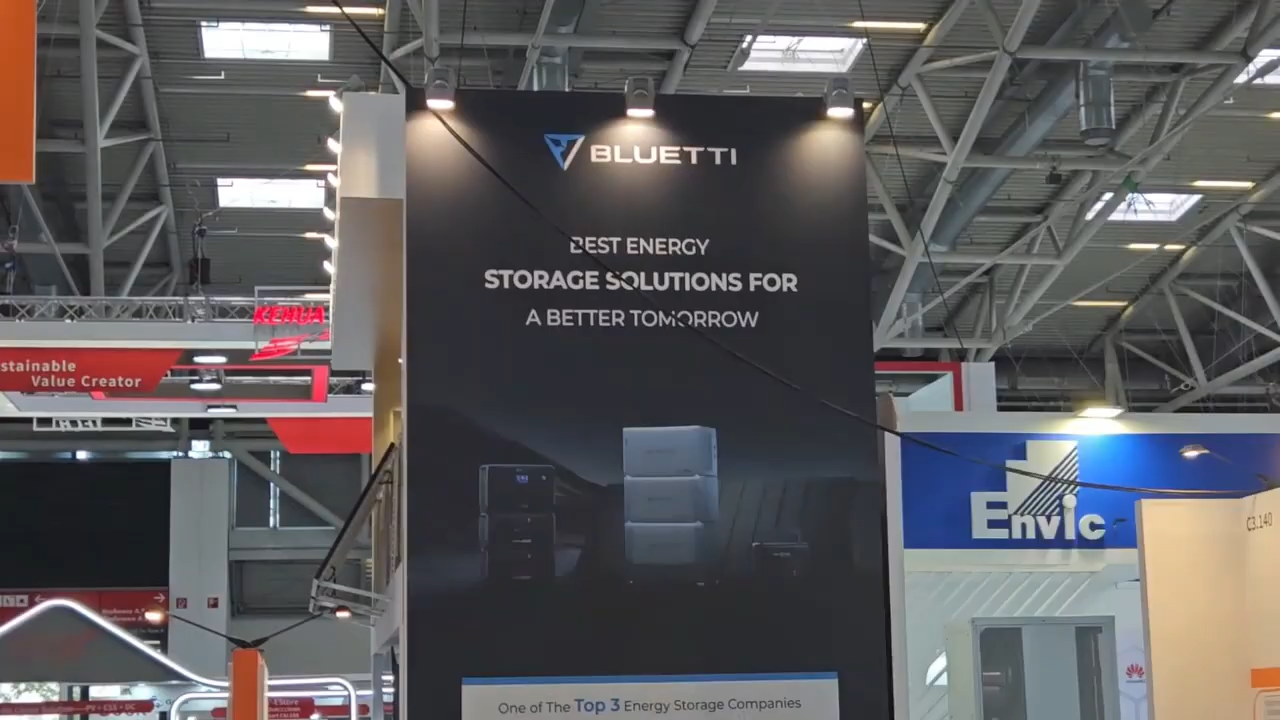 BLUETTI
BEST ENERGY
STORAGE SOLUTIONS FOR
A BETTER TOMORROW
One of The Top 3 Energy Storage Companies
KEHUA
stainable
Value Creator
Envic
C3.140